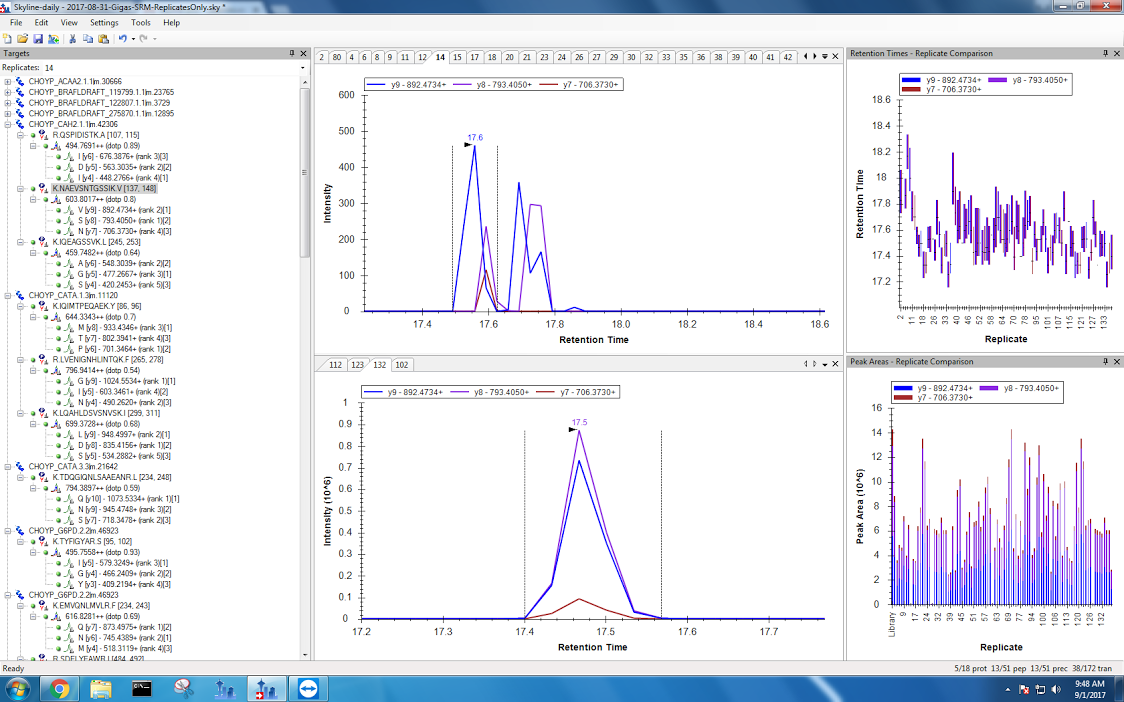 Skyline-daily - 2017-08-31-Gigas-SRM-ReplicatesOnly.sky *
File Edit View Settings Tools Help
Targets
Replicates: 14
CHOYP_ACAA2.1.1|m.30666
CHOYP_BRAFLDRAFT_119799.1.1|m.23765
CHOYP_BRAFLDRAFT_122807.1.1|m.3729
CHOYP_BRAFLDRAFT_275870.1.1|m.12895
CHOYP_CAH2.1.1|m.42306
R.QSPIDISTK.A [107, 115]
494.7691++ (dotp 0.89)
I [y6] - 676.3876+ (rank 3)[3]
D [y5] - 563.3035+ (rank 2)[2]
I [y4] - 448.2766+ (rank 4)[1]
K.NAEVSNTGSSIK.V [137, 148]
603.8017++ (dotp 0.8)
V [y9] - 892.4734+ (rank 2)[1]
S [y8] - 793.4050+ (rank 1)[2]
N [y7] - 706.3730+ (rank 4)[3]
K.IQEAGSSVK.L [245, 253]
459.7482++ (dotp 0.64)
A [y6] - 548.3039+ (rank 2)[2]
G [y5] - 477.2667+ (rank 3)[1]
S [y4] - 420.2453+ (rank 5)[3]
CHOYP_CATA.1.3|m.11120
K.IQIMTPEQAEK.Y [86, 96]
644.3343++ (dotp 0.7)
M [y8] - 933.4346+ (rank 3)[1]
T [y7] - 802.3941+ (rank 4)[3]
P [y6] - 701.3464+ (rank 1)[2]
R.LVENIGNHLINTQK.F [265, 278]
796.9414++ (dotp 0.54)
G [y9] - 1024.5534+ (rank 1)[1]
I [y5] - 603.3461+ (rank 4)[2]
N [y4] - 490.2620+ (rank 2)[3]
K.LQAHLDSVSNVSK.I [299, 311]
699.3728++ (dotp 0.68)
L [y9] - 948.4997+ (rank 2)[1]
D [y8] - 835.4156+ (rank 1)[2]
S [y5] - 534.2882+ (rank 5)[3]
CHOYP_CATA.3.3|m.21642
K.TDQGIQNLSAAEANR.L [234, 248]
794.3897++ (dotp 0.59)
Q [y10] - 1073.5334+ (rank 1)[1]
N [y9] - 945.4748+ (rank 3)[2]
S [y7] - 718.3478+ (rank 2)[3]
CHOYP_G6PD.2.2|m.46923
K.TYFIGYAR.S [95, 102]
495.7558++ (dotp 0.93)
I [y5] - 579.3249+ (rank 3)[1]
G [y4] - 466.2409+ (rank 2)[2]
Y [y3] - 409.2194+ (rank 4)[3]
CHOYP_G6PD.2.2|m.46923
K.EMVQNLMVLR.F [234, 243]
616.8281++ (dotp 0.69)
Q [y7] - 873.4975+ (rank 1)[2]
N [y6] - 745.4389+ (rank 2)[1]
M [y4] - 518.3119+ (rank 4)[3]
2 80 4 6 8 9 11 12 14 15 17 18 20 21 23 24 26 27 29 30 32 33 35 36 38 39 40 41 42
y9 - 892.4734+ y8 - 793.4050+ y7 - 706.3730+
600
500
400
300
200
100
0
Intensity
17.6
17.4 17.6 17.8 18.0 18.2 18.4 18.6
Retention Time
112 123 132 102
y9 - 892.4734+ y8 - 793.4050+ y7 - 706.3730+
1
0.9
0.8
0.7
0.6
0.5
0.4
0.3
0.2
0.1
0
Intensity (10^6)
17.5
17.2 17.3 17.4 17.5 17.6 17.7
Retention Time
Retention Times - Replicate Comparison
y9 - 892.4734+ y8 - 793.4050+
y7 - 706.3730+
18.6
18.4
18.2
18
17.8
17.6
17.4
17.2
Retention Time
2 11 18 26 33 40 46 52 58 64 70 78 85 95 101 107 115 121 127 133
Replicate
Peak Areas - Replicate Comparison
y9 - 892.4734+ y8 - 793.4050+
y7 - 706.3730+
16
14
12
10
8
6
4
2
0
Peak Area (10^6)
Library 9 17 24 32 39 45 51 57 63 69 77 84 94 100 106 113 120 126 132
Replicate
Ready
5/18 prot 13/51 pep 13/51 prec 38/172 tran
9:48 AM
9/1/2017